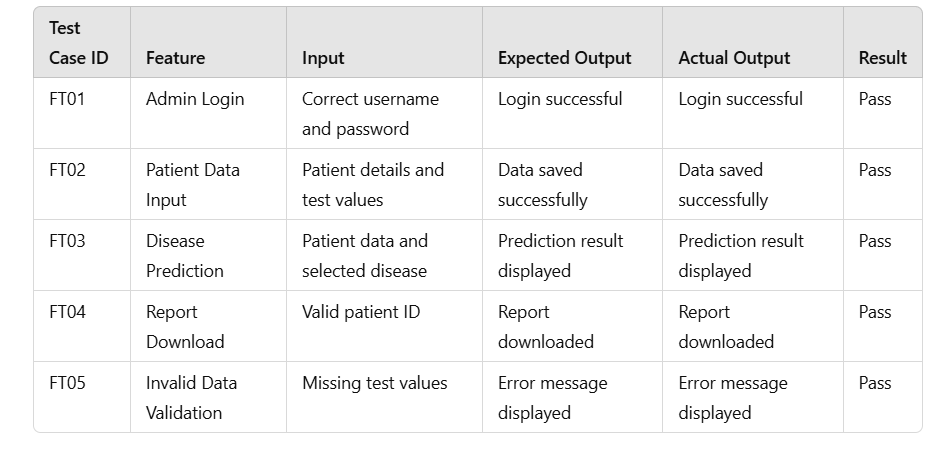 Test
Case ID Feature Input Expected Output Actual Output Result
FT01 Admin Login Correct username Login successful Login successful Pass
and password
FT02 Patient Data Patient details and Data saved Data saved Pass
Input test values successfully successfully
FT03 Disease Patient data and Prediction result Prediction result Pass
Prediction selected disease displayed displayed
FT04 Report Valid patient ID Report Report Pass
Download downloaded downloaded
FT05 Invalid Data Missing test values Error message Error message Pass
Validation displayed displayed